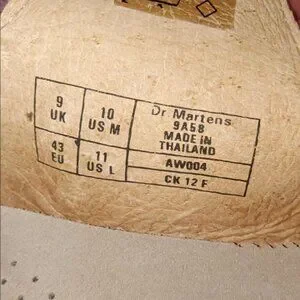 9
UK
10
US M
43
EU
11
US L
Dr Martens
9A58
MADE IN
THAILAND
AW004
CK 12 F